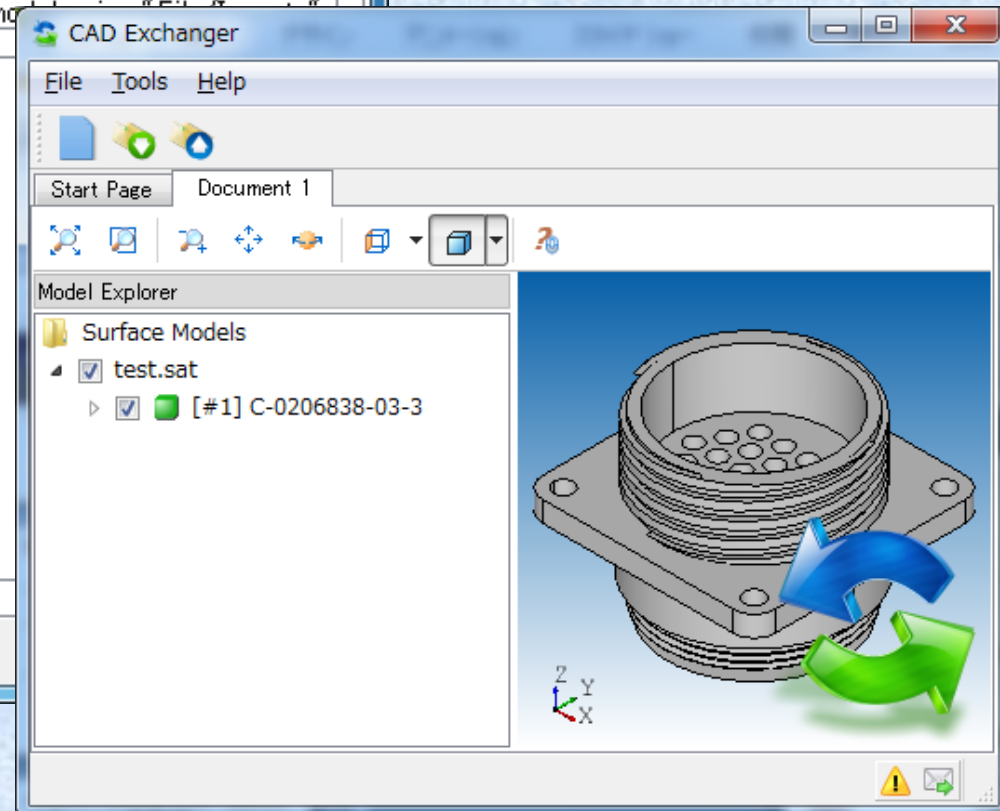 CAD Exchanger
File Tools Help
Start Page Document 1
Model Explorer
Surface Models
test.sat
[#1] C-0206838-03-3
Z
Y
X